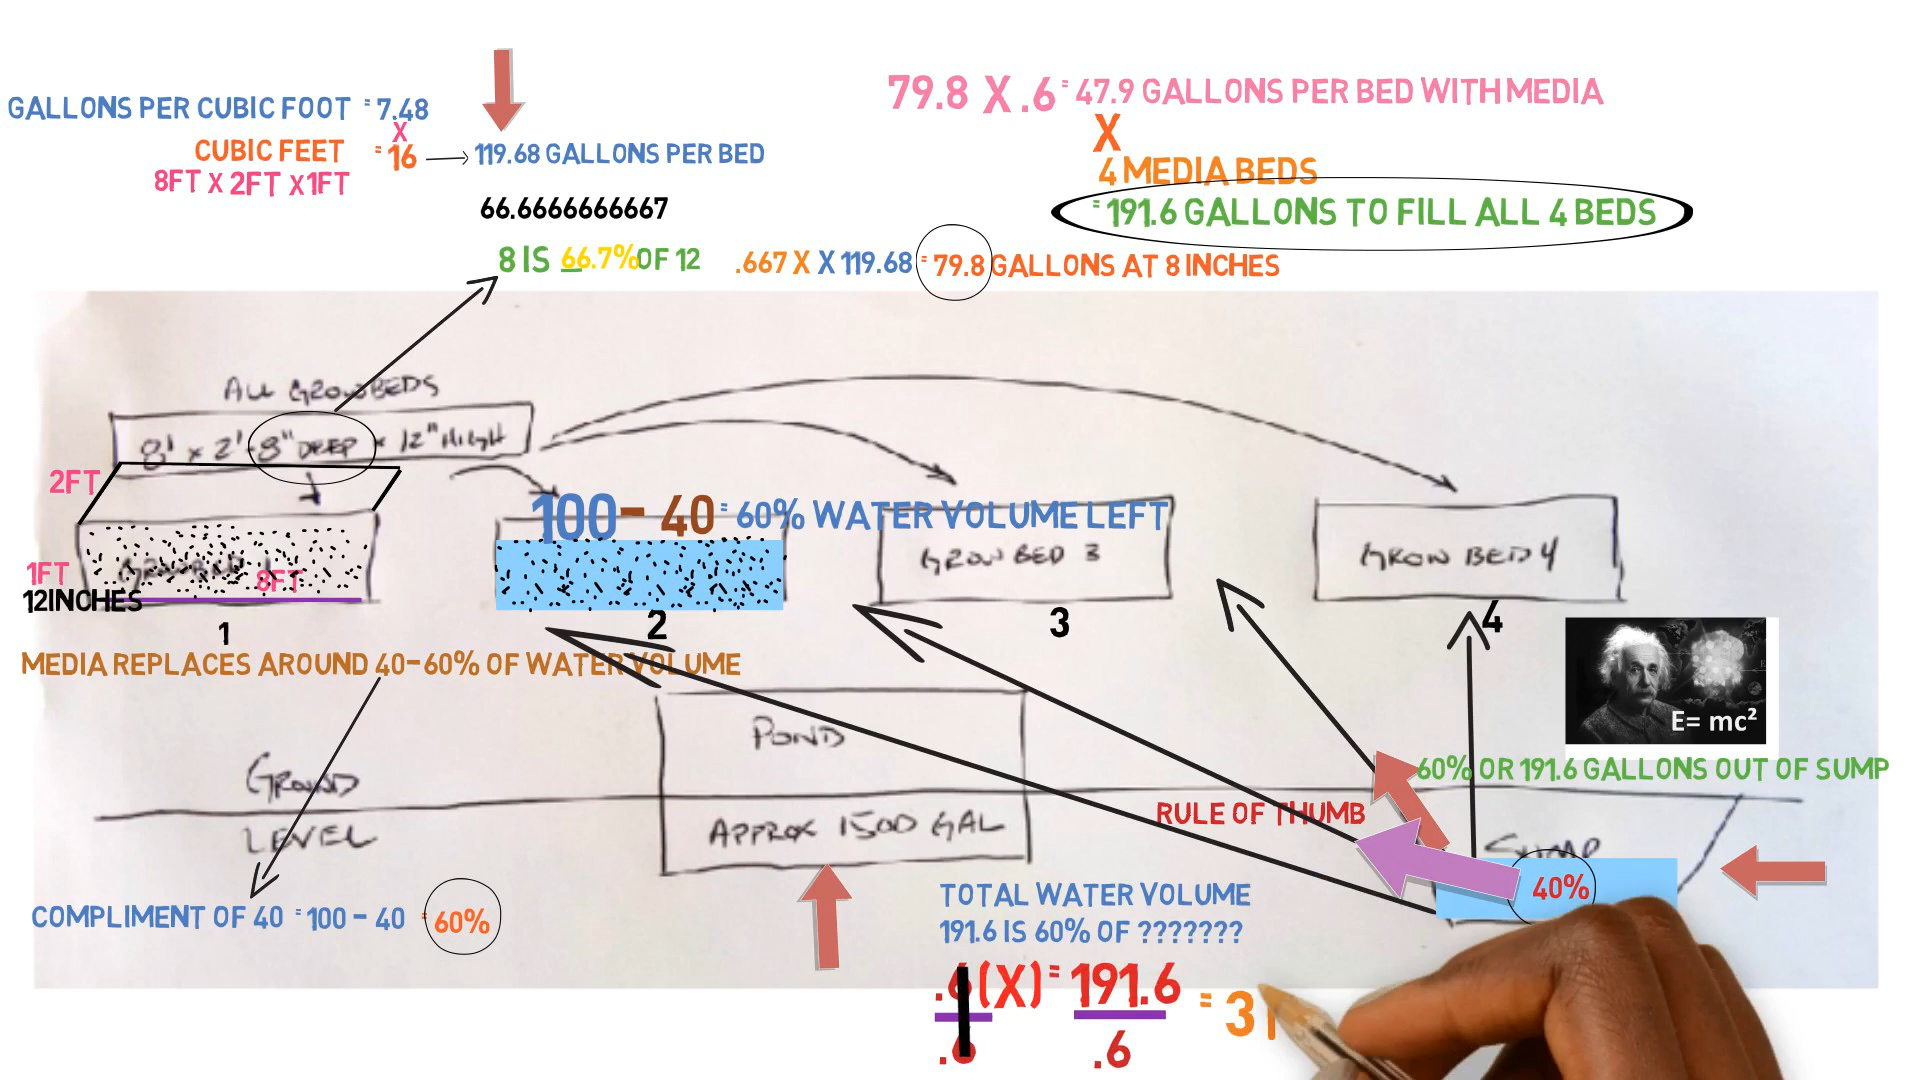 GALLONS PER CUBIC FOOT = 7.48
X
CUBIC FEET = 16
8FT X 2FT X 1FT
119.68 GALLONS PER BED
66.6666666667
8 IS 66.7% OF 12
.667 X X 119.68 = 79.8 GALLONS AT 8 INCHES
79.8 X .6 = 47.9 GALLONS PER BED WITH MEDIA
X
4 MEDIA BEDS
= 191.6 GALLONS TO FILL ALL 4 BEDS
ALL GROWBEDS
8' x 2' 8" DEEP x 12" HIGH
2FT
100 - 40 = 60% WATER VOLUME LEFT
GROW BED 3
GROW BED 4
1FT
8FT
12INCHES
1
2
3
4
MEDIA REPLACES AROUND 40-60% OF WATER VOLUME
E= mc²
POND
GROUND
LEVEL
APPROX 1500 GAL
60% OR 191.6 GALLONS OUT OF SUMP
RULE OF THUMB
SUMP
40%
COMPLIMENT OF 40 = 100 - 40 = 60%
TOTAL WATER VOLUME
191.6 IS 60% OF ???????
.6 (X) = 191.6
.6 .6
= 3